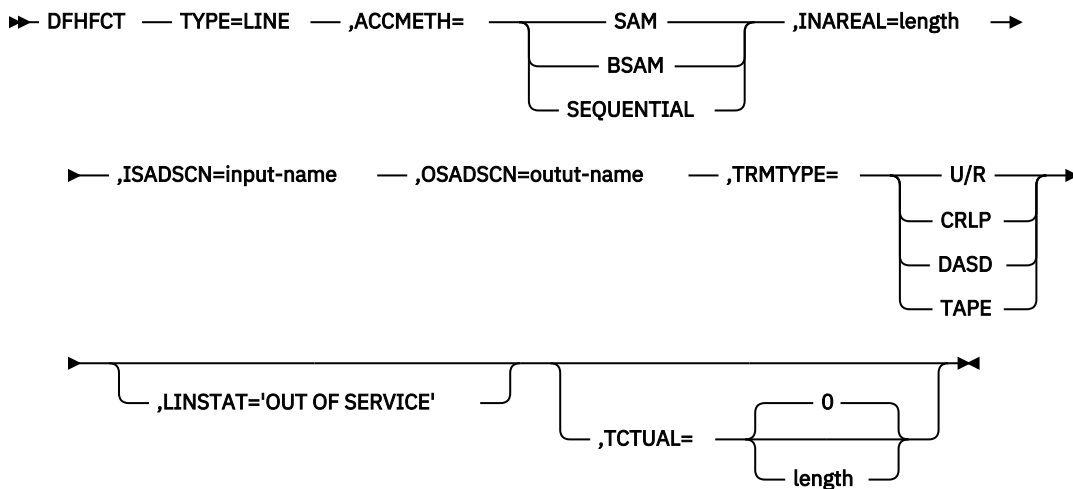 DFHFCT TYPE=LINE ,ACCMETH= SAM ,INAREAL=length
BSAM
SEQUENTIAL
,ISADSCN=input-name ,OSADSCN=outut-name ,TRMTYPE= U/R
CRLP
DASD
TAPE
,LINSTAT='OUT OF SERVICE'
0
,TCTUAL=
length